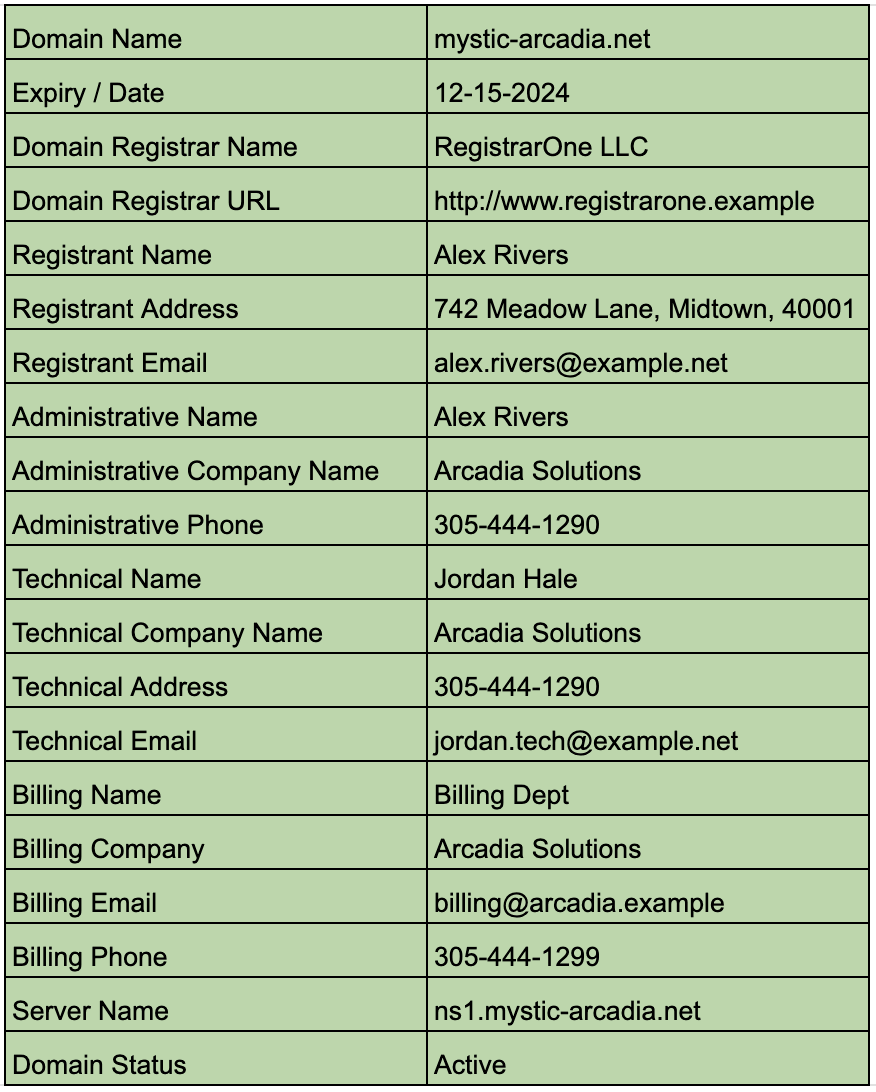 Domain Name mystic-arcadia.net
Expiry / Date 12-15-2024
Domain Registrar Name RegistrarOne LLC
Domain Registrar URL http://www.registrarone.example
Registrant Name Alex Rivers
Registrant Address 742 Meadow Lane, Midtown, 40001
Registrant Email alex.rivers@example.net
Administrative Name Alex Rivers
Administrative Company Name Arcadia Solutions
Administrative Phone 305-444-1290
Technical Name Jordan Hale
Technical Company Name Arcadia Solutions
Technical Address 305-444-1290
Technical Email jordan.tech@example.net
Billing Name Billing Dept
Billing Company Arcadia Solutions
Billing Email billing@arcadia.example
Billing Phone 305-444-1299
Server Name ns1.mystic-arcadia.net
Domain Status Active